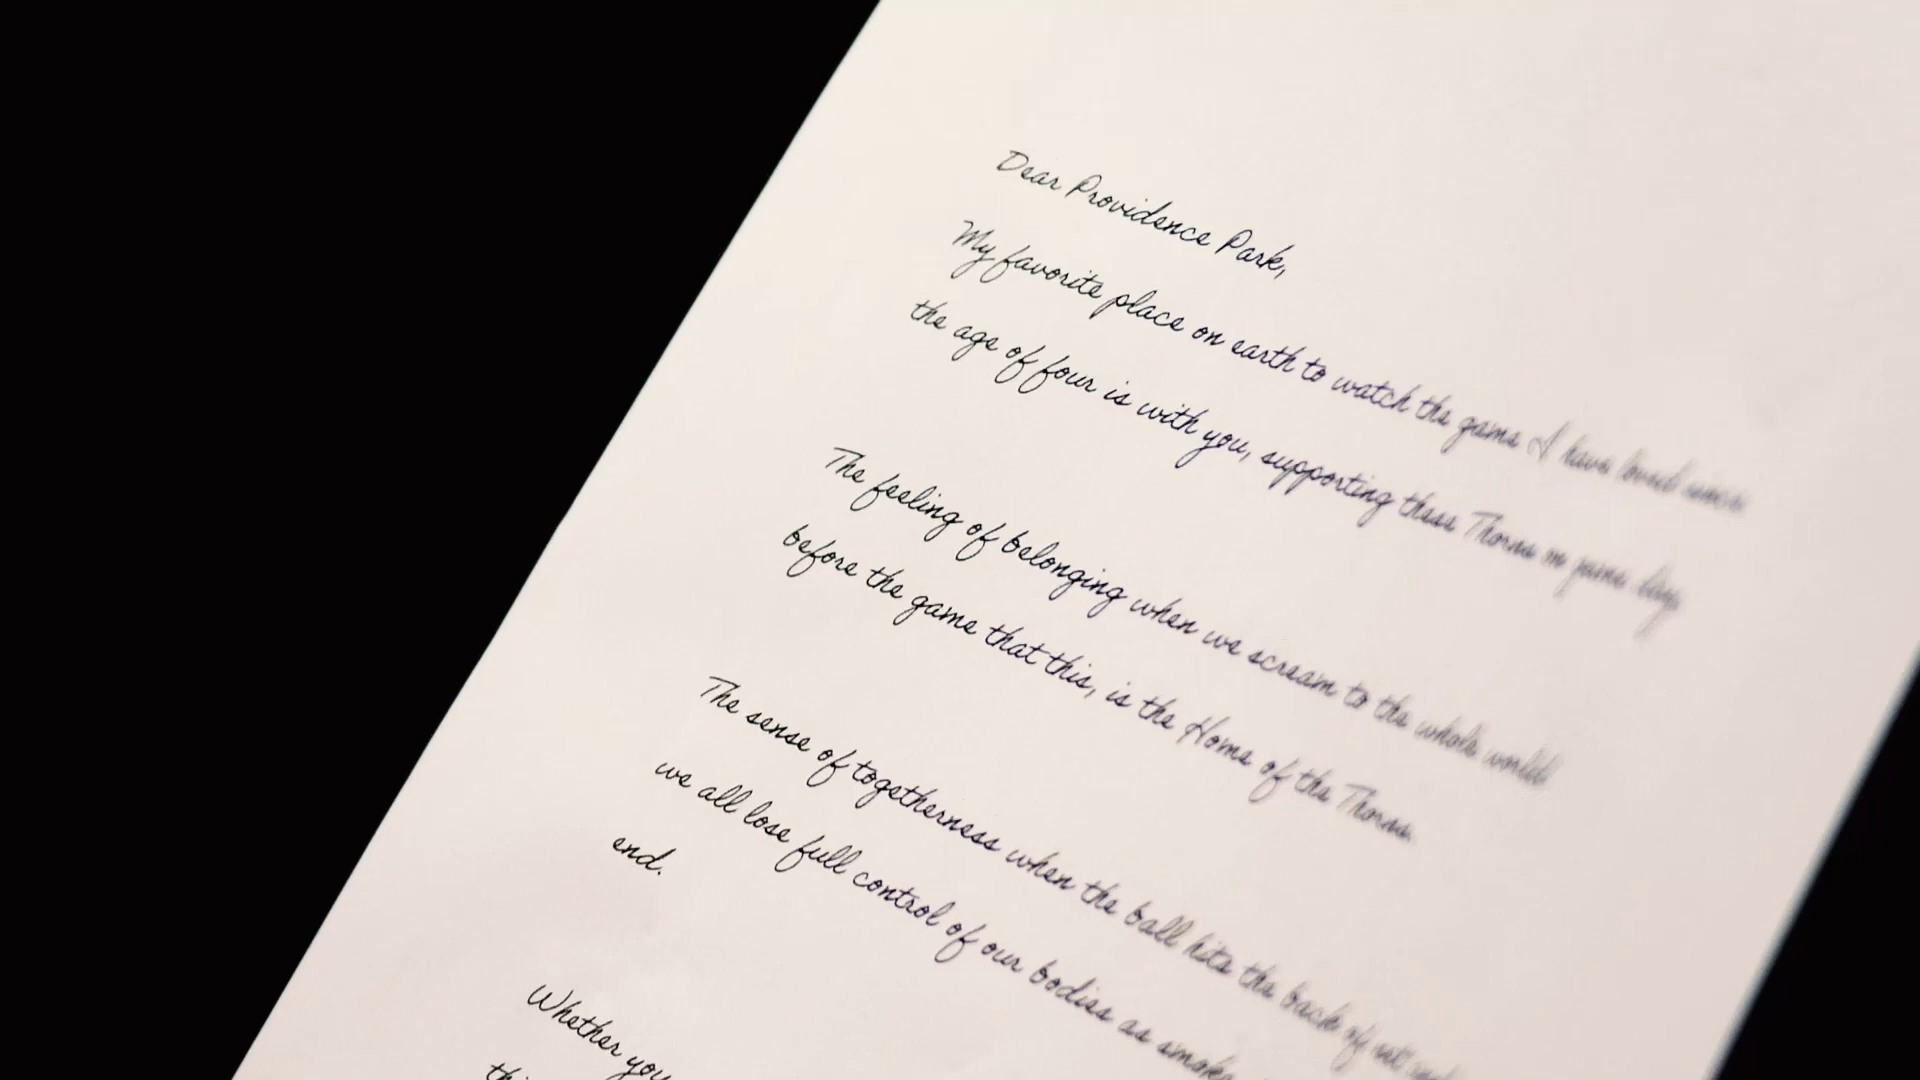 Dear Providence Park,
My favorite place on earth to watch the game I have loved since
the age of four is with you, supporting these Thorns on game day.
The feeling of belonging when we scream to the whole world
before the game that this, is the Home of the Thorns.
The sense of togetherness when the ball hits the back of net and
we all lose full control of our bodies as smoke
end.
Whether you